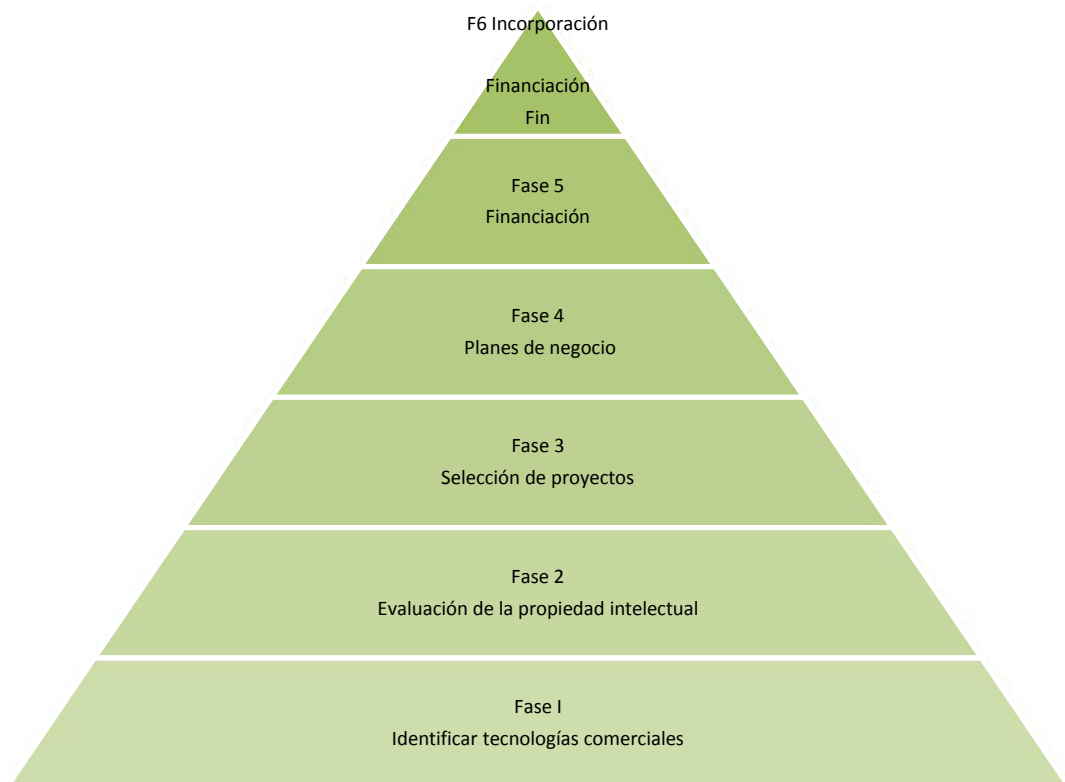 F6 Incorporación
Financiación
Fin
Fase 5
Financiación
Fase 4
Planes de negocio
Fase 3
Selección de proyectos
Fase 2
Evaluación de la propiedad intelectual
Fase I
Identificar tecnologías comerciales